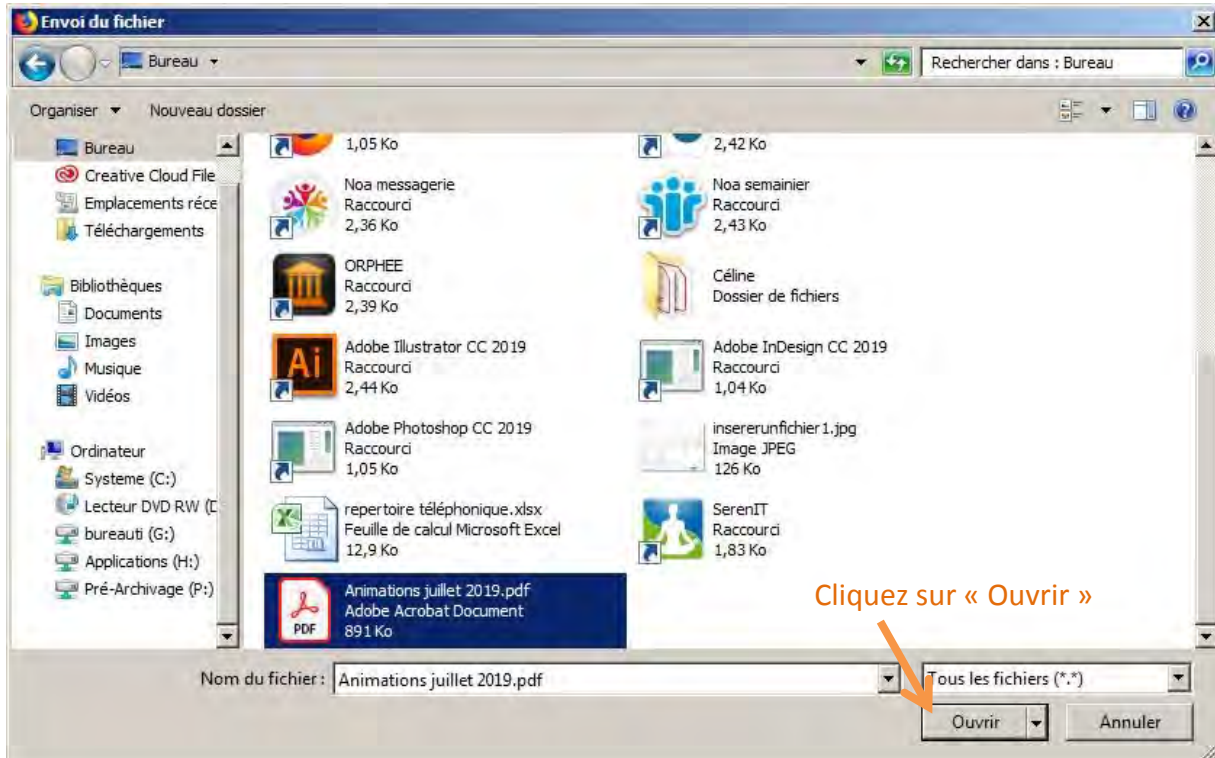 Envoi du fichier
Bureau
Rechercher dans : Bureau
Organiser
Nouveau dossier
Bureau
Creative Cloud File
Emplacements réce
Téléchargements
Bibliothèques
Documents
Images
Musique
Vidéos
Ordinateur
Systeme (C:)
Lecteur DVD RW (D
bureauti (G:)
Applications (H:)
Pré-Archivage (P:)
1,05 Ko
2,42 Ko
Noa messagerie
Raccourci
2,36 Ko
Noa semainier
Raccourci
2,43 Ko
ORPHEE
Raccourci
2,39 Ko
Céline
Dossier de fichiers
Ai
Adobe Illustrator CC 2019
Raccourci
2,44 Ko
Adobe InDesign CC 2019
Raccourci
1,04 Ko
Adobe Photoshop CC 2019
Raccourci
1,05 Ko
insererunfichier1.jpg
Image JPEG
126 Ko
repertoire téléphonique.xlsx
Feuille de calcul Microsoft Excel
12,9 Ko
SerenIT
Raccourci
1,83 Ko
PDF
Animations juillet 2019.pdf
Adobe Acrobat Document
891 Ko
Cliquez sur « Ouvrir »
Nom du fichier :
Animations juillet 2019.pdf
Tous les fichiers (*.*)
Ouvrir
Annuler